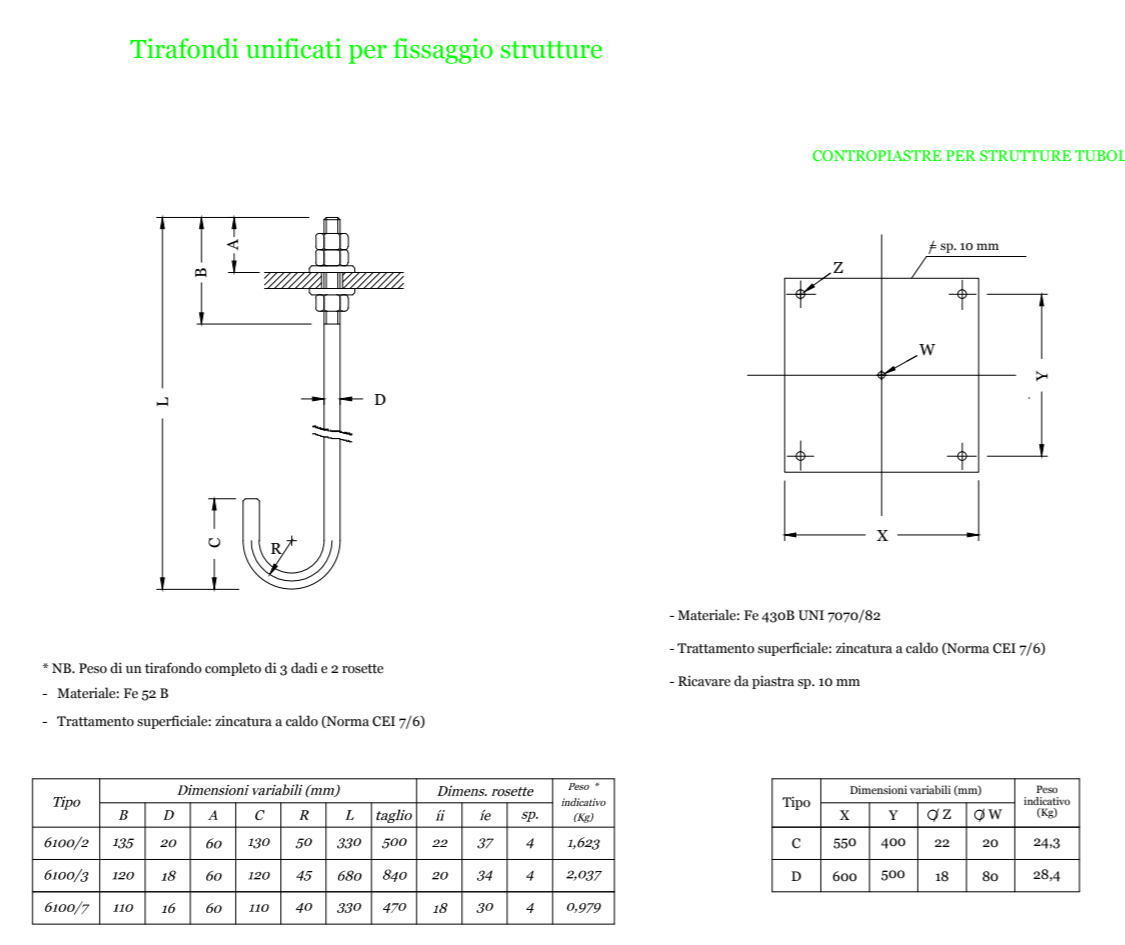 Tirafondi unificati per fissaggio strutture
CONTROPIASTRE PER STRUTTURE
A
B
L
D
C
R
≠ sp. 10 mm
Z
W
Y
X
* NB. Peso di un tirafondo completo di 3 dadi e 2 rosette
- Materiale: Fe 52 B
- Trattamento superficiale: zincatura a caldo (Norma CEI 7/6)
- Materiale: Fe 430B UNI 7070/82
- Trattamento superficiale: zincatura a caldo (Norma CEI 7/6)
- Ricavare da piastra sp. 10 mm
Tipo Dimensioni variabili (mm) Dimens. rosette Peso * indicativo (Kg)
B D A C R L taglio íi íe sp.
6100/2 135 20 60 130 50 330 500 22 37 4 1,623
6100/3 120 18 60 120 45 680 840 20 34 4 2,037
6100/7 110 16 60 110 40 330 470 18 30 4 0,979
Tipo Dimensioni variabili (mm) Peso indicativo (Kg)
X Y Ø Z Ø W
C 550 400 22 20 24,3
D 600 500 18 80 28,4